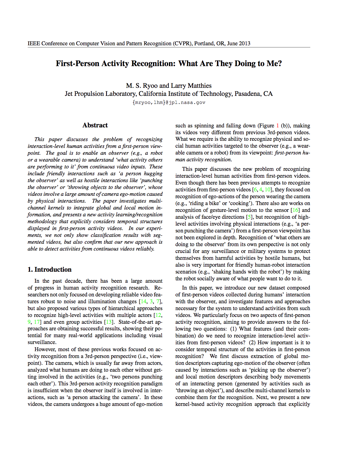 IEEE Conference on Computer Vision and Pattern Recognition (CVPR), Portland, OR, June 2013
First-Person Activity Recognition: What Are They Doing to Me?
M. S. Ryoo and Larry Matthies
Jet Propulsion Laboratory, California Institute of Technology, Pasadena, CA
{mryoo,lhm}@jpl.nasa.gov
Abstract
This paper discusses the problem of recognizing
interaction-level human activities from a first-person view-
point. The goal is to enable an observer (e.g., a robot
or a wearable camera) to understand 'what activity others
are performing to it' from continuous video inputs. These
include friendly interactions such as 'a person hugging
the observer' as well as hostile interactions like 'punching
the observer' or 'throwing objects to the observer', whose
videos involve a large amount of camera ego-motion caused
by physical interactions. The paper investigates multi-
channel kernels to integrate global and local motion in-
formation, and presents a new activity learning/recognition
methodology that explicitly considers temporal structures
displayed in first-person activity videos. In our exper-
iments, we not only show classification results with seg-
mented videos, but also confirm that our new approach is
able to detect activities from continuous videos reliably.
1. Introduction
In the past decade, there has been a large amount
of progress in human activity recognition research. Re-
searchers not only focused on developing reliable video fea-
tures robust to noise and illumination changes
but also proposed various types of hierarchical approaches
to recognize high-level activities with multiple actors
and even group activities State-of-the-art ap-
proaches are obtaining successful results, showing their po-
tential for many real-world applications including visual
surveillance.
However, most of these previous works focused on ac-
tivity recognition from a 3rd-person perspective (i.e., view-
point). The camera, which is usually far away from actors,
analyzed what humans are doing to each other without get-
ting involved in the activities (e.g., 'two persons punching
each other'). This 3rd-person activity recognition paradigm
is insufficient when the observer itself is involved in inter-
actions, such as 'a person attacking the camera'. In these
videos, the camera undergoes a huge amount of ego-motion
such as spinning and falling down (Figure 1 (b)), making
its videos very different from previous 3rd-person videos.
What we require is the ability to recognize physical and so-
cial human activities targeted to the observer (e.g., a wear-
able camera or a robot) from its viewpoint: first-person hu-
man activity recognition.
This paper discusses the new problem of recognizing
interaction-level human activities from first-person videos.
Even though there has been previous attempts to recognize
activities from first-person videos they focused on
recognition of ego-actions of the person wearing the camera
(e.g., 'riding a bike' or 'cooking'). There also are works on
recognition of gesture-level motion to the sensor and
analysis of face/eye directions but recognition of high-
level activities involving physical interactions (e.g., 'a per-
son punching the camera') from a first-person viewpoint has
not been explored in depth. Recognition of 'what others are
doing to the observer' from its own perspective is not only
crucial for any surveillance or military systems to protect
themselves from harmful activities by hostile humans, but
also is very important for friendly human-robot interaction
scenarios (e.g., 'shaking hands with the robot') by making
the robot socially aware of what people want to do to it.
In this paper, we introduce our new dataset composed
of first-person videos collected during humans' interaction
with the observer, and investigate features and approaches
necessary for the system to understand activities from such
videos. We particularly focus on two aspects of first-person
activity recognition, aiming to provide answers to the fol-
lowing two questions: (1) What features (and their com-
bination) do we need to recognize interaction-level activi-
ties from first-person videos? (2) How important is it to
consider temporal structure of the activities in first-person
recognition? We first discuss extraction of global mo-
tion descriptors capturing ego-motion of the observer (often
caused by interactions such as 'picking up the observer')
and local motion descriptors describing body movements
of an interacting person (generated by activities such as
'throwing an object'), and describe multi-channel kernels to
combine them for the recognition. Next, we present a new
kernel-based activity recognition approach that explicitly